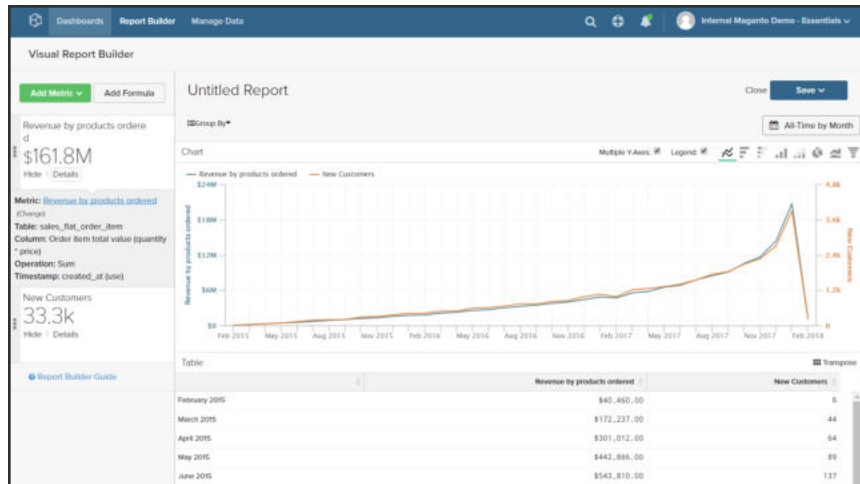 Dashboards Report Builder Manage Data Internal Magento Demo - Essentials
Visual Report Builder
Add Metric Add Formula
Untitled Report
Close Save
Group By
All-Time by Month
Revenue by products ordere
d
$161.8M
Hide Details
Metric: Revenue by products ordered
(Change)
Table: sales_flat_order_item
Column: Order item total value (quantity
* price)
Operation: Sum
Timestamp: created_at (use)
New Customers
33.3k
Hide Details
Report Builder Guide
Chart Multiple Y-Axes: Legend:
Revenue by products ordered New Customers
$24M
$18M
$12M
$6M
$0
Revenue by products ordered
4.8k
3.6k
2.4k
1.2k
0
New Customers
Feb 2015 May 2015 Aug 2015 Nov 2015 Feb 2016 May 2016 Aug 2016 Nov 2016 Feb 2017 May 2017 Aug 2017 Nov 2017 Feb 2018
Table Transpose
Revenue by products ordered New Customers
February 2015 $40,460.00 6
March 2015 $172,237.00 44
April 2015 $301,012.00 64
May 2015 $442,866.00 89
June 2015 $543,810.00 137